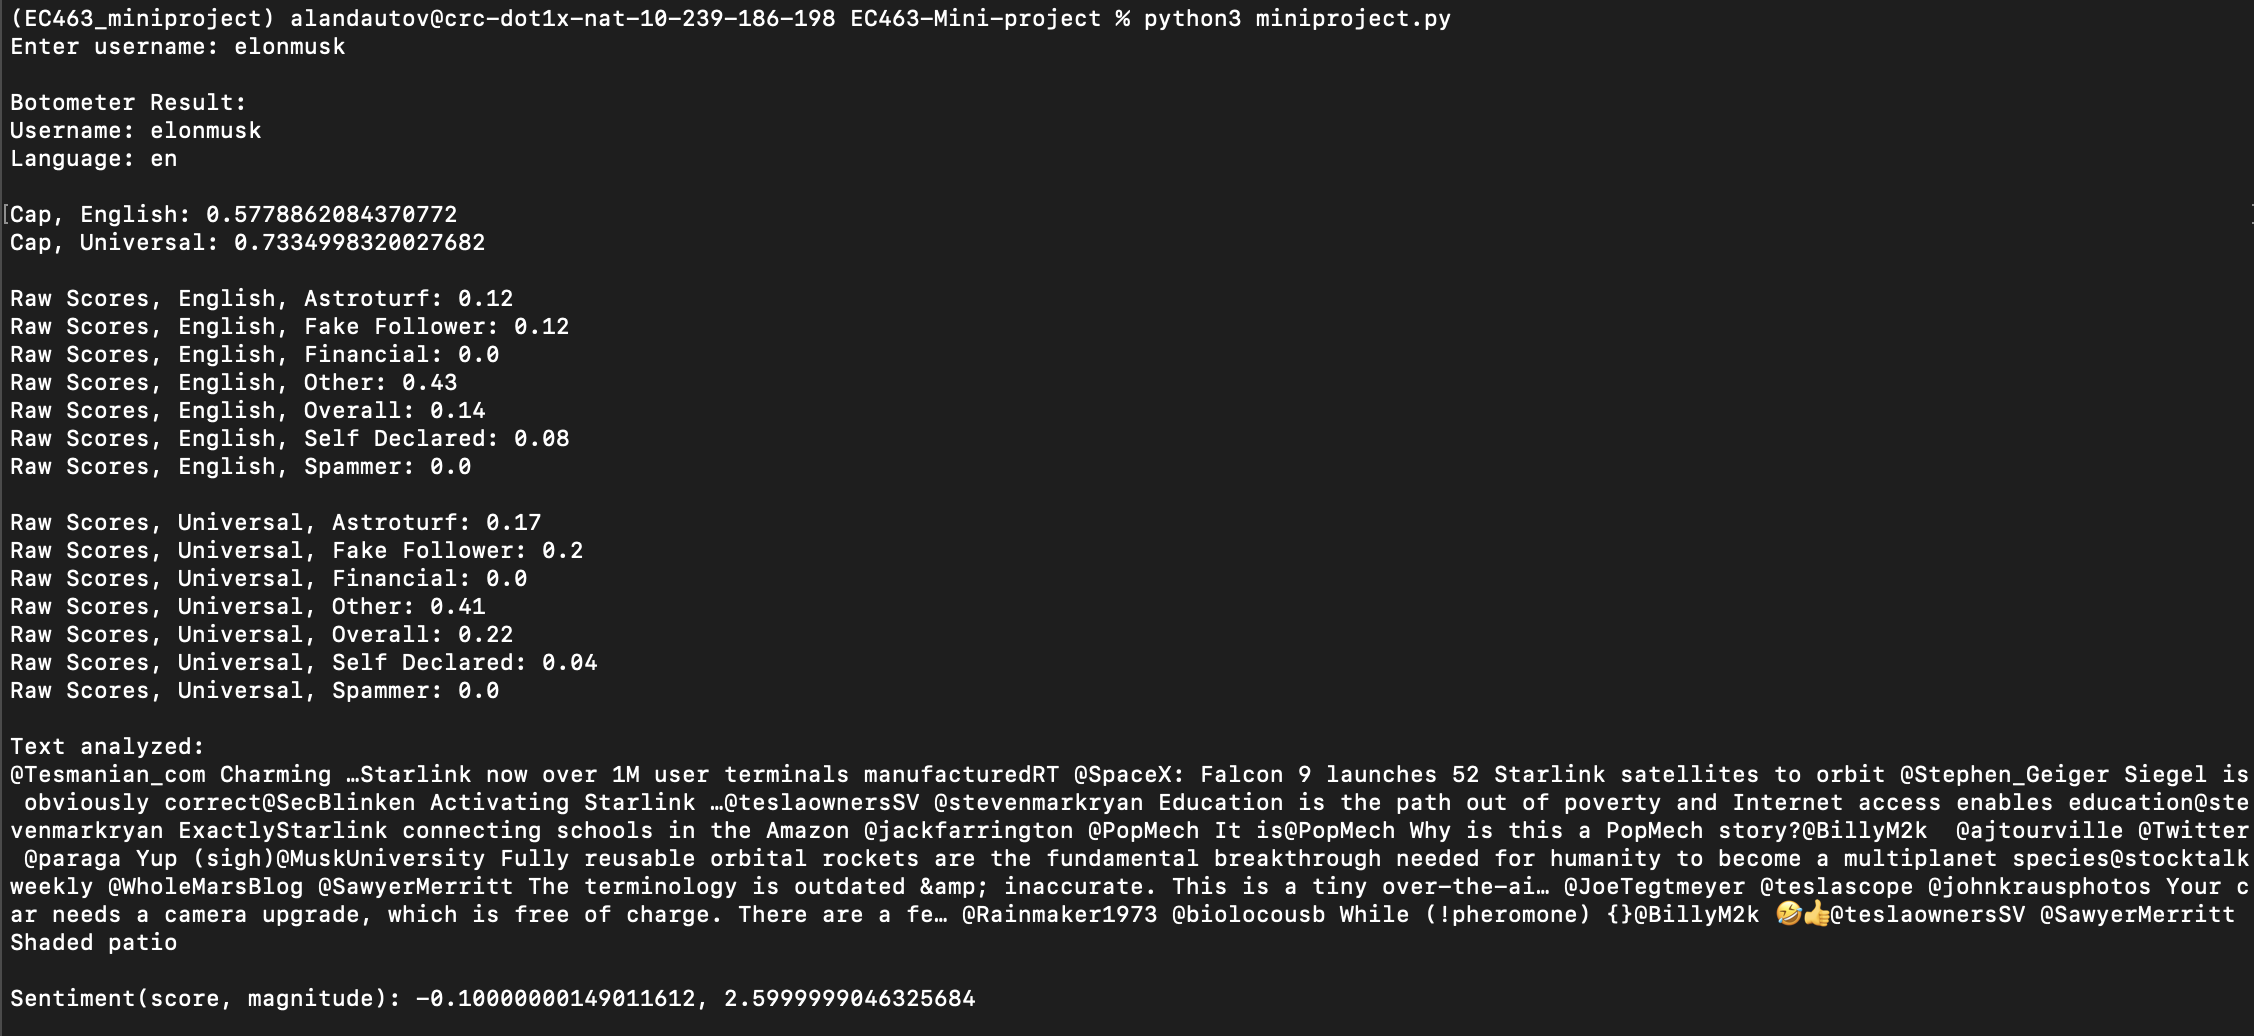 (EC463_miniproject) alandautov@crc-dot1x-nat-10-239-186-198 EC463-Mini-project % python3 miniproject.py
Enter username: elonmusk
Botometer Result:
Username: elonmusk
Language: en
[Cap, English: 0.5778862084370772
Cap, Universal: 0.7334998320027682
Raw Scores, English, Astroturf: 0.12
Raw Scores, English, Fake Follower: 0.12
Raw Scores, English, Financial: 0.0
Raw Scores, English, Other: 0.43
Raw Scores, English, Overall: 0.14
Raw Scores, English, Self Declared: 0.08
Raw Scores, English, Spammer: 0.0
Raw Scores, Universal, Astroturf: 0.17
Raw Scores, Universal, Fake Follower: 0.2
Raw Scores, Universal, Financial: 0.0
Raw Scores, Universal, Other: 0.41
Raw Scores, Universal, Overall: 0.22
Raw Scores, Universal, Self Declared: 0.04
Raw Scores, Universal, Spammer: 0.0
Text analyzed:
@Tesmanian_com Charming …Starlink now over 1M user terminals manufacturedRT @SpaceX: Falcon 9 launches 52 Starlink satellites to orbit @Stephen_Geiger Siegel is
 obviously correct@SecBlinken Activating Starlink …@teslaownersSV @stevenmarkryan Education is the path out of poverty and Internet access enables education@ste
venmarkryan ExactlyStarlink connecting schools in the Amazon @jackfarrington @PopMech It is@PopMech Why is this a PopMech story?@BillyM2k  @ajtourville @Twitter
 @paraga Yup (sigh)@MuskUniversity Fully reusable orbital rockets are the fundamental breakthrough needed for humanity to become a multiplanet species@stocktalk
weekly @WholeMarsBlog @SawyerMerritt The terminology is outdated &amp; inaccurate. This is a tiny over-the-ai… @JoeTegtmeyer @teslascope @johnkrausphotos Your c
ar needs a camera upgrade, which is free of charge. There are a fe… @Rainmaker1973 @biolocousb While (!pheromone) {}@BillyM2k 🤣👍@teslaownersSV @SawyerMerritt
Shaded patio
Sentiment(score, magnitude): -0.10000000149011612, 2.5999999046325684